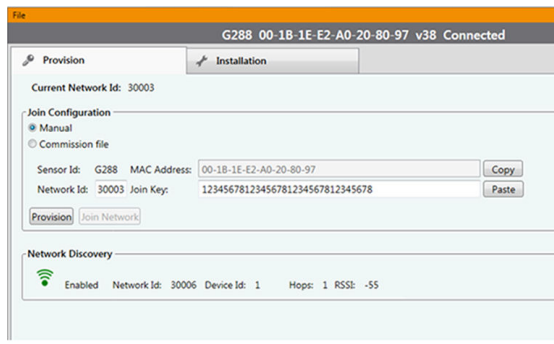 File
G288 00-1B-1E-E2-A0-20-80-97 v38 Connected
Provision Installation
Current Network Id: 30003
Join Configuration
Manual
Commission file
Sensor Id: G288 MAC Address: 00-1B-1E-E2-A0-20-80-97 Copy
Network Id: 30003 Join Key: 12345678123456781234567812345678 Paste
Provision Join Network
Network Discovery
Enabled Network Id: 30006 Device Id: 1 Hops: 1 RSSI: -55